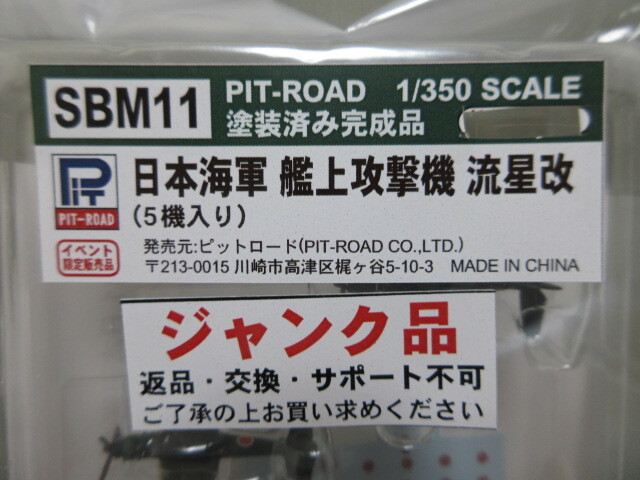 SBM11
PIT-ROAD 1/350 SCALE
塗装済み完成品
PiT
PIT-ROAD
日本海軍 艦上攻撃機 流星改
(5機入り)
イベント
限定販売品
発売元:ピットロード(PIT-ROAD CO.,LTD.)
〒213-0015 川崎市高津区梶ヶ谷5-10-3 MADE IN CHINA
ジャンク品
返品・交換・サポート不可
ご了承の上お買い求めください